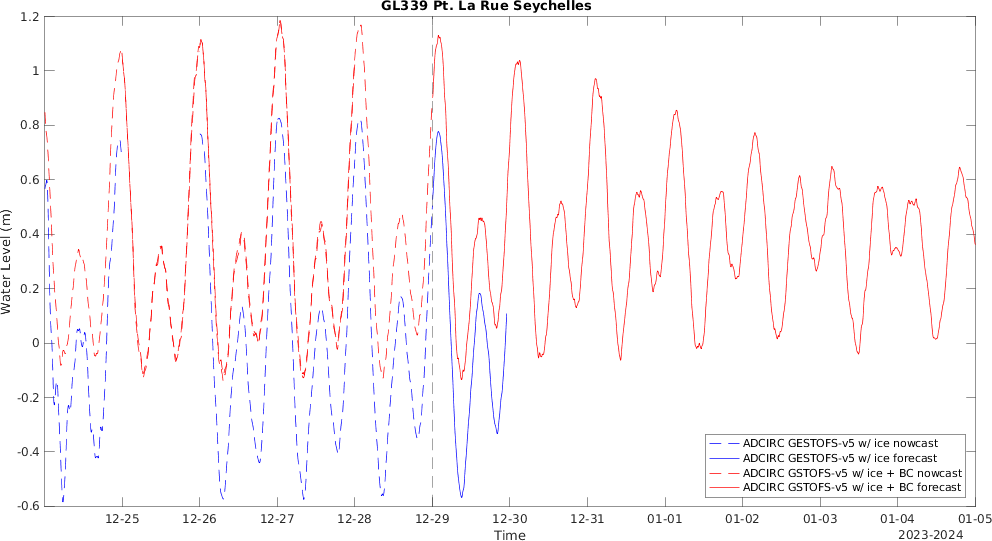 GL339 Pt. La Rue Seychelles
1.2
1
0.8
0.6
0.4
0.2
0
-0.2
-0.4
-0.6
Water Level (m)
12-25 12-26 12-27 12-28 12-29 12-30 12-31 01-01 01-02 01-03 01-04 01-05
Time
2023-2024
ADCIRC GESTOFS-v5 w/ ice nowcast
ADCIRC GESTOFS-v5 w/ ice forecast
ADCIRC GSTOFS-v5 w/ ice + BC nowcast
ADCIRC GSTOFS-v5 w/ ice + BC forecast